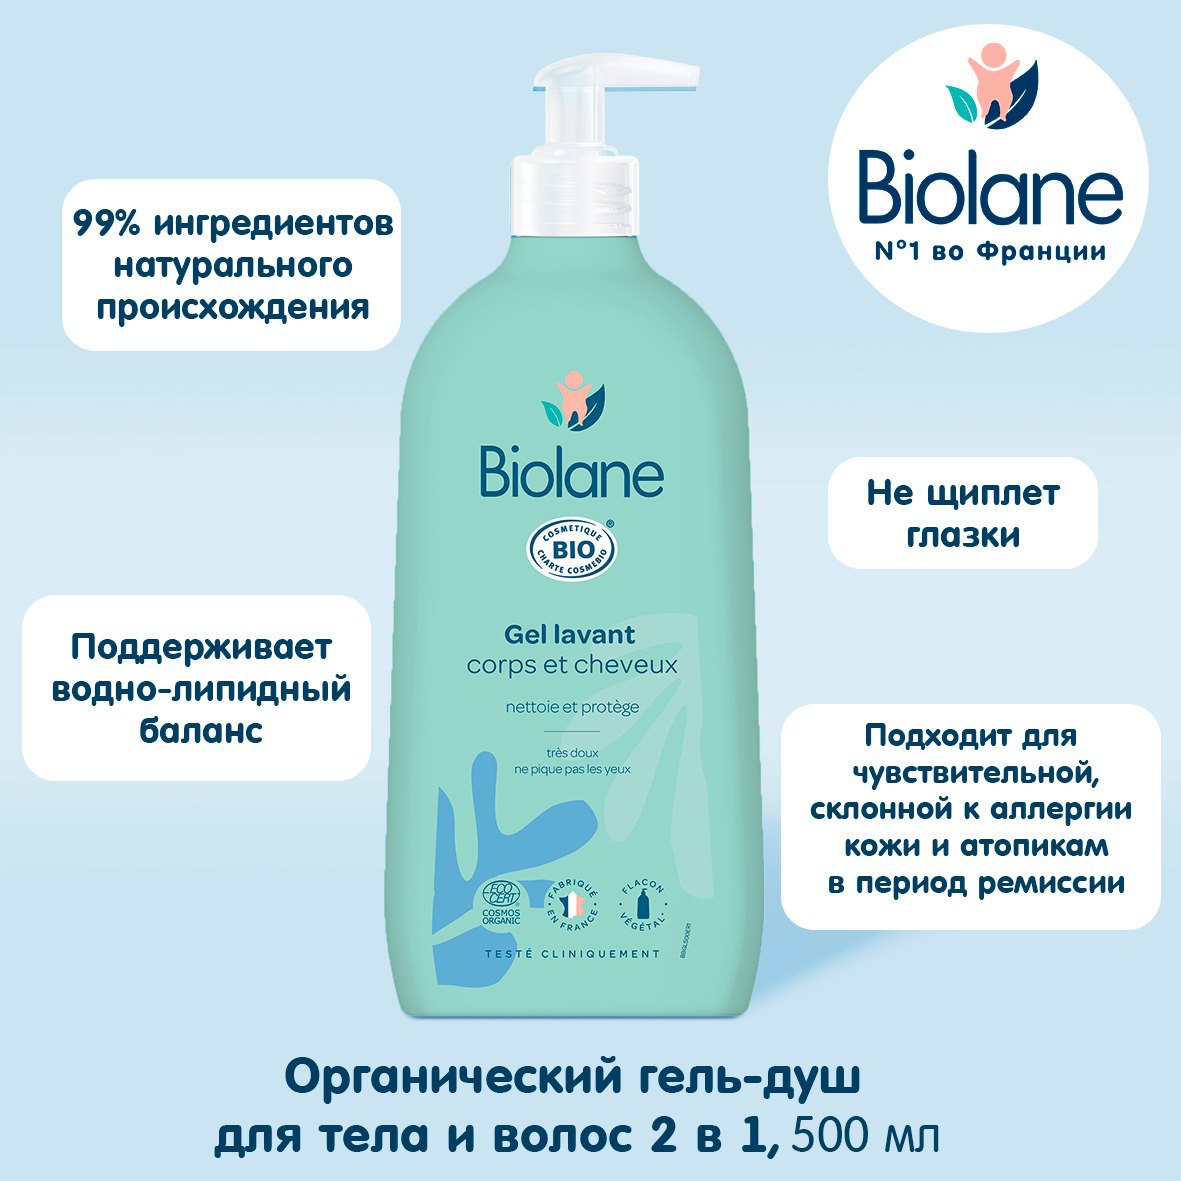 Biolane
N°1 во Франции
99% ингредиентов
натурального
происхождения
Не щиплет
глазки
Поддерживает
водно-липидный
баланс
Подходит для
чувствительной,
склонной к аллергии
кожи и атопикам
в период ремиссии
Biolane
COSMETIQUE
BIO
CHARTE COSMEBIO
®
Gel lavant
corps et cheveux
nettoie et protège
très doux
ne pique pas les yeux
ECO
CERT
COSMOS
ORGANIC
FABRIQUÉ
EN FRANCE
FLACON
VÉGÉTAL
TESTÉ CLINIQUEMENT
Органический гель-душ
для тела и волос 2 в 1, 500 мл